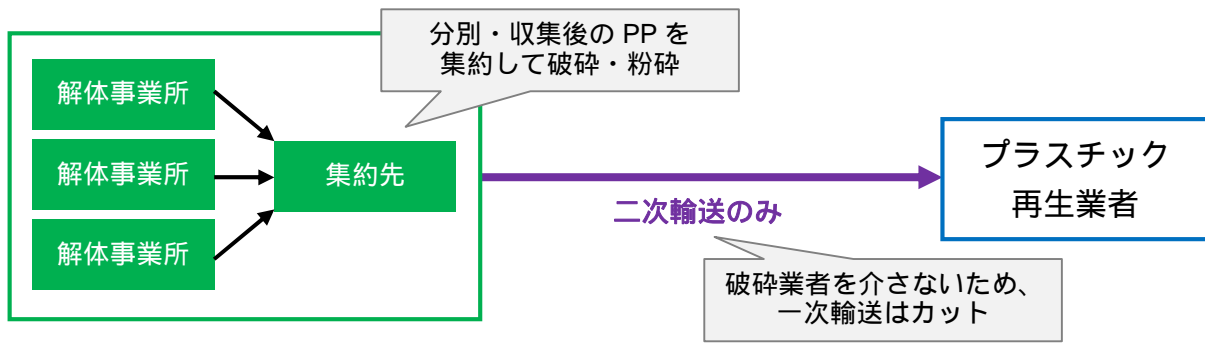 分別・収集後の PP を
集約して破砕・粉砕
解体事業所
解体事業所
解体事業所
集約先
二次輸送のみ
プラスチック
再生業者
破砕業者を介さないため、
一次輸送はカット